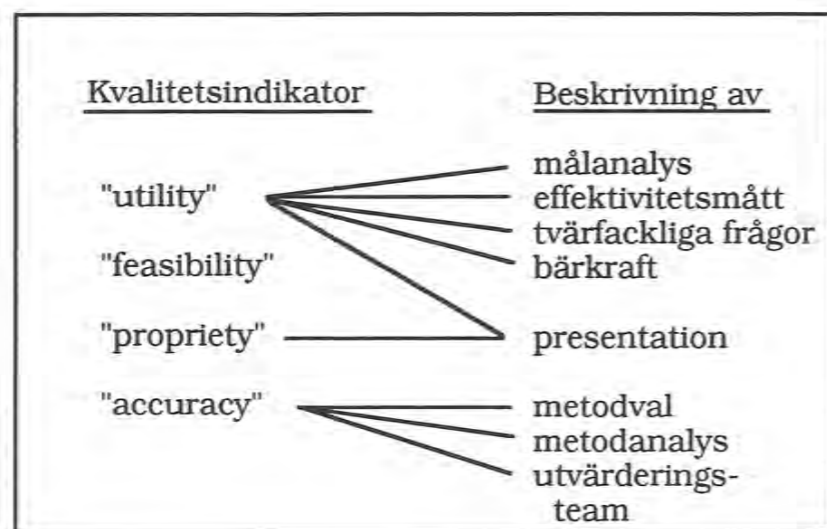 Kvalitetsindikator
Beskrivning av
"utility"
"feasibility"
"propriety"
"accuracy"
målanalys
effektivitetsmått
tvärfackliga frågor
bärkraft
presentation
metodval
metodanalys
utvärderings-
team